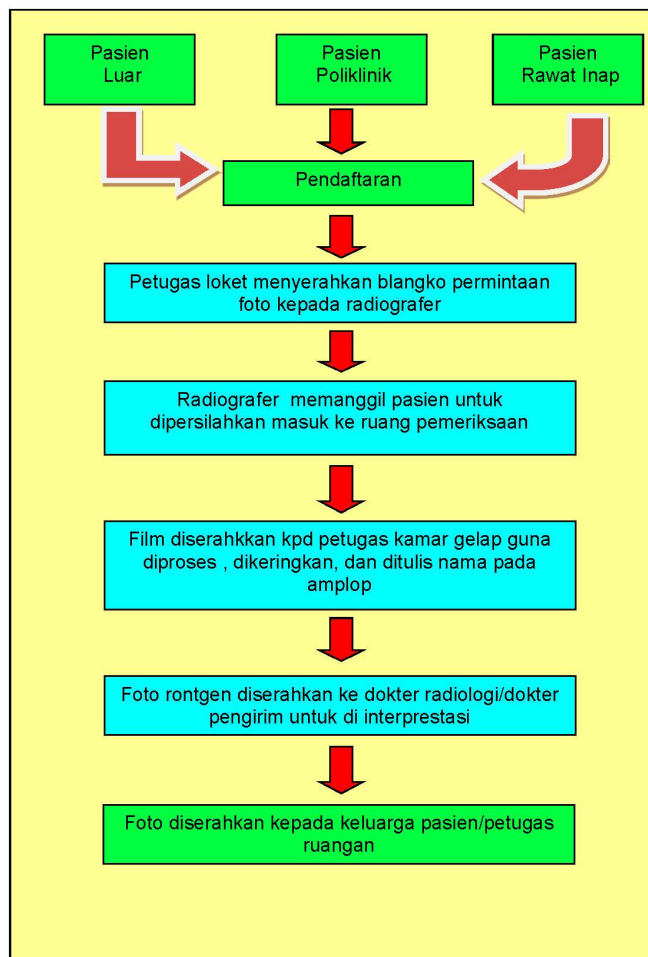 Pasien
Luar
Pasien
Poliklinik
Pasien
Rawat Inap
Pendaftaran
Petugas loket menyerahkan blangko permintaan
foto kepada radiografer
Radiografer memanggil pasien untuk
dipersilahkan masuk ke ruang pemeriksaan
Film diserahkkan kpd petugas kamar gelap guna
diproses , dikeringkan, dan ditulis nama pada
amplop
Foto rontgen diserahkan ke dokter radiologi/dokter
pengirim untuk di interprestasi
Foto diserahkan kepada keluarga pasien/petugas
ruangan